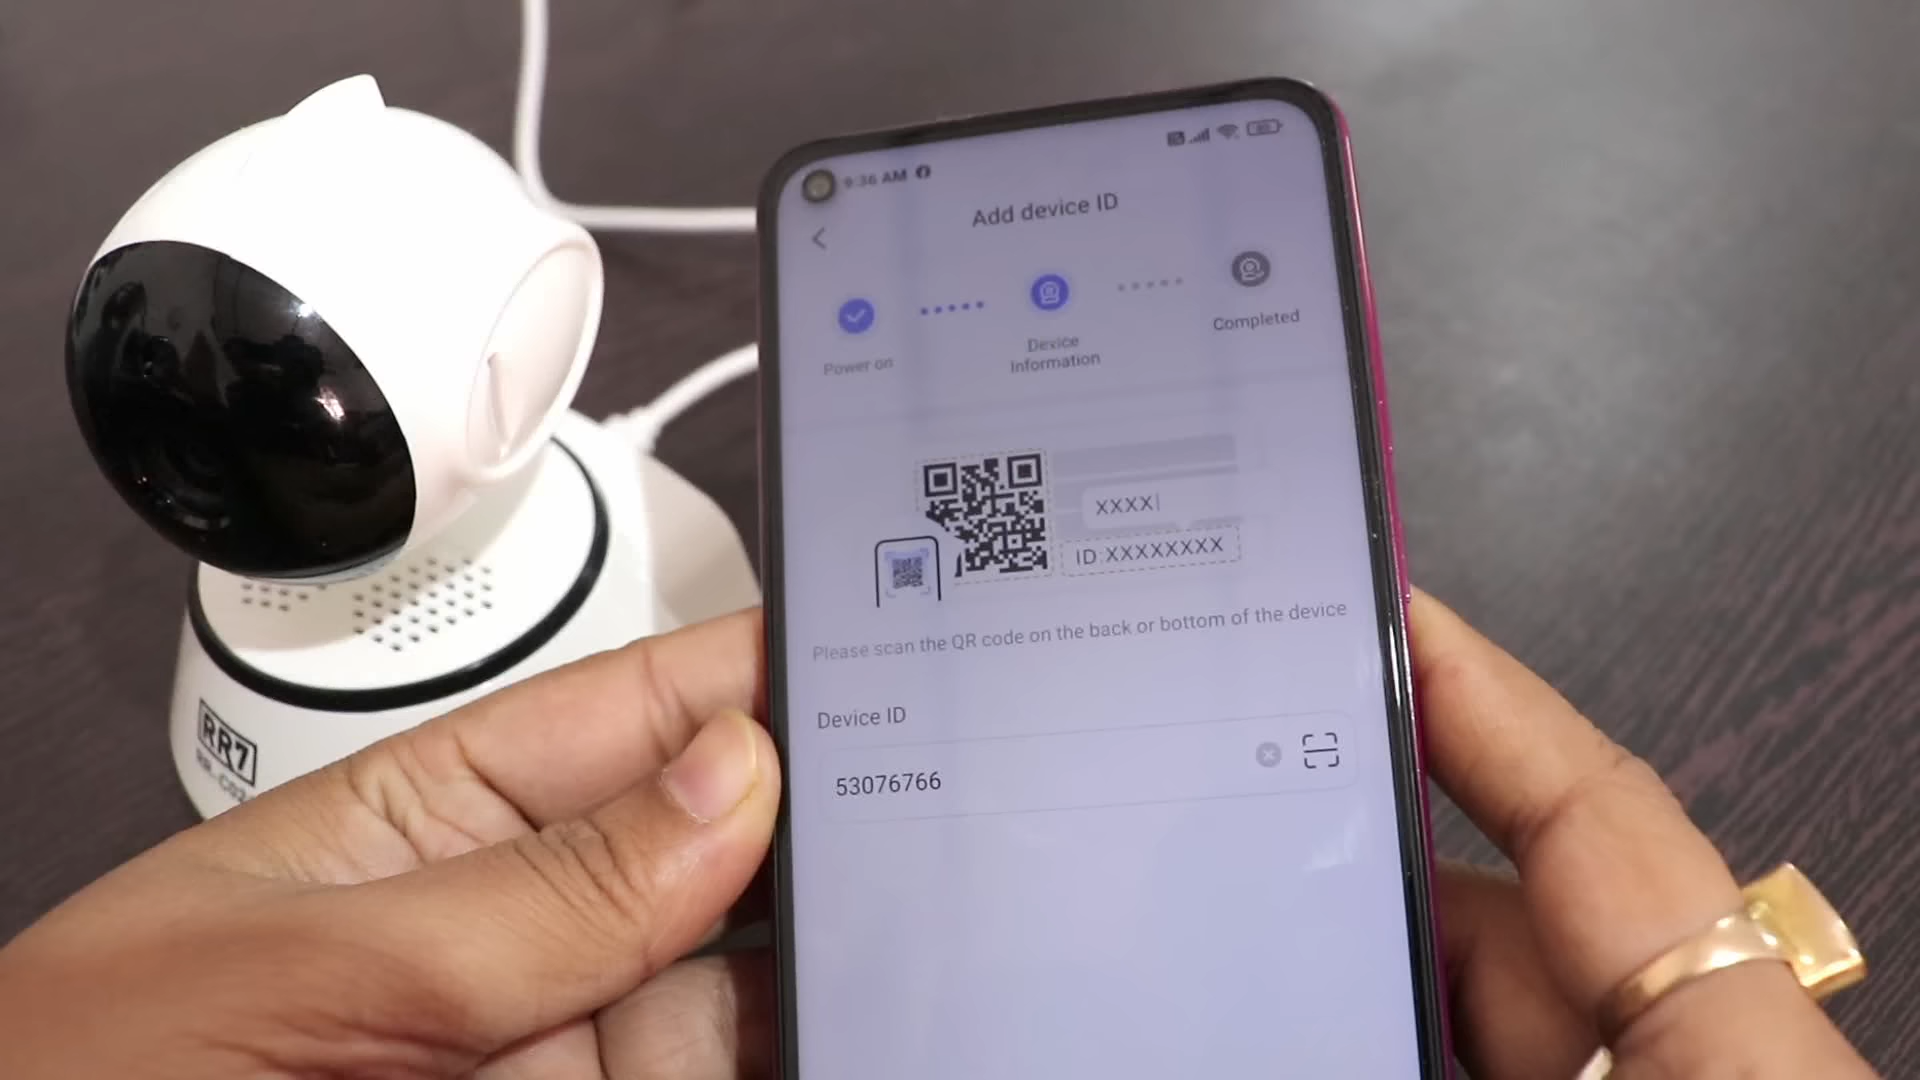 9:36 AM
Add device ID
Power on
Device
Information
Completed
XXXX
ID:XXXXXXXX
Please scan the QR code on the back or bottom of the device
Device ID
53076766
RR7